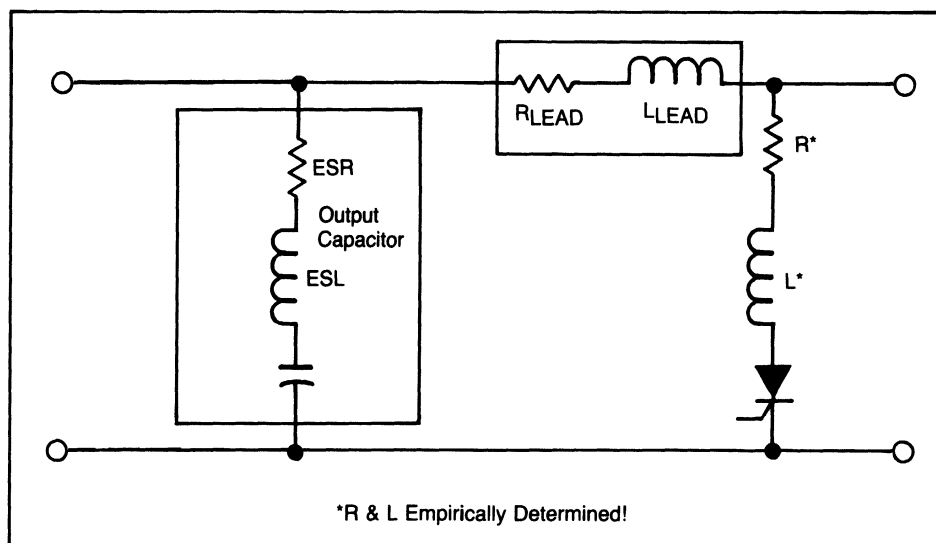 RLEAD
LLEAD
R*
ESR
Output
Capacitor
ESL
L*
*R & L Empirically Determined!